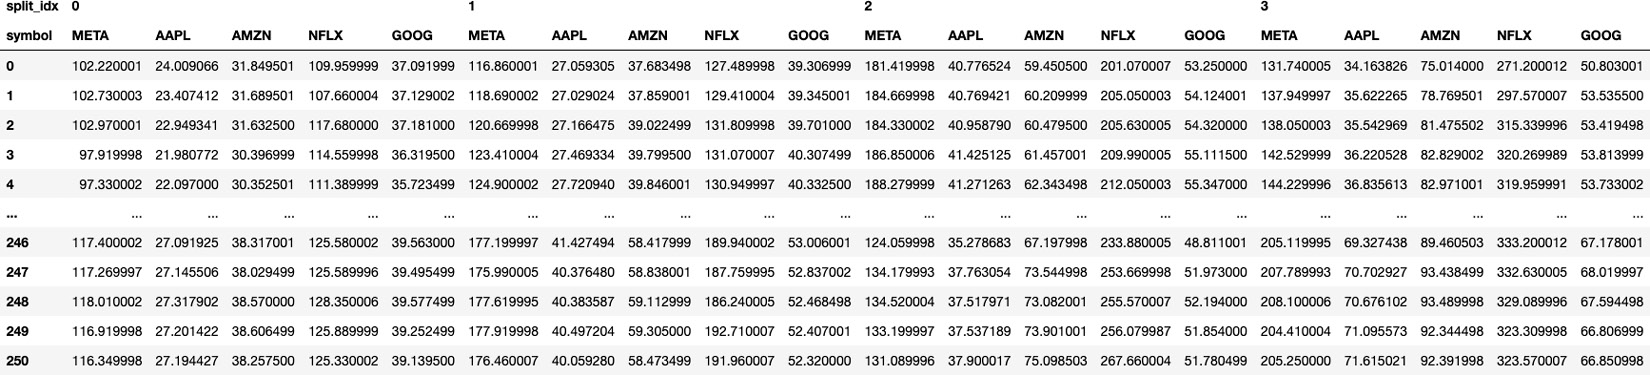 split_idx 0 1 2 3
symbol META AAPL AMZN NFLX GOOG META AAPL AMZN NFLX GOOG META AAPL AMZN NFLX GOOG META AAPL AMZN NFLX GOOG
0 102.220001 24.009066 31.849501 109.959999 37.091999 116.860001 27.059305 37.683498 127.489998 39.306999 181.419998 40.776524 59.450500 201.070007 53.250000 131.740005 34.163826 75.014000 271.200012 50.803001
1 102.730003 23.407412 31.689501 107.660004 37.129002 118.690002 27.029024 37.859001 129.410004 39.345001 184.669998 40.769421 60.209999 205.050003 54.124001 137.949997 35.622265 78.769501 297.570007 53.535500
2 102.970001 22.949341 31.632500 117.680000 37.181000 120.669998 27.166475 39.022499 131.809998 39.701000 184.330002 40.958790 60.479500 205.630005 54.320000 138.050003 35.542969 81.475502 315.339996 53.419498
3 97.919998 21.980772 30.396999 114.559998 36.319500 123.410004 27.469334 39.799500 131.070007 40.307499 186.850006 41.425125 61.457001 209.990005 55.111500 142.529999 36.220528 82.829002 320.269989 53.813999
4 97.330002 22.097000 30.352501 111.389999 35.723499 124.900002 27.720940 39.846001 130.949997 40.332500 188.279999 41.271263 62.343498 212.050003 55.347000 144.229996 36.835613 82.971001 319.959991 53.733002
... ... ... ... ... ... ... ... ... ... ... ... ... ... ... ... ... ... ... ... ...
246 117.400002 27.091925 38.317001 125.580002 39.563000 177.199997 41.427494 58.417999 189.940002 53.006001 124.059998 35.278683 67.197998 233.880005 48.811001 205.119995 69.327438 89.460503 333.200012 67.178001
247 117.269997 27.145506 38.029499 125.589996 39.495499 175.990005 40.376480 58.838001 187.759995 52.837002 134.179993 37.763054 73.544998 253.669998 51.973000 207.789993 70.702927 93.438499 332.630005 68.019997
248 118.010002 27.317902 38.570000 128.350006 39.577499 177.619995 40.383587 59.112999 186.240005 52.468498 134.520004 37.517971 73.082001 255.570007 52.194000 208.100006 70.676102 93.489998 329.089996 67.594498
249 116.919998 27.201422 38.606499 125.889999 39.252499 177.919998 40.497204 59.305000 192.710007 52.407001 133.199997 37.537189 73.901001 256.079987 51.854000 204.410004 71.095573 92.344498 323.309998 66.806999
250 116.349998 27.194427 38.257500 125.330002 39.139500 176.460007 40.059280 58.473499 191.960007 52.320000 131.089996 37.900017 75.098503 267.660004 51.780499 205.250000 71.615021 92.391998 323.570007 66.850998